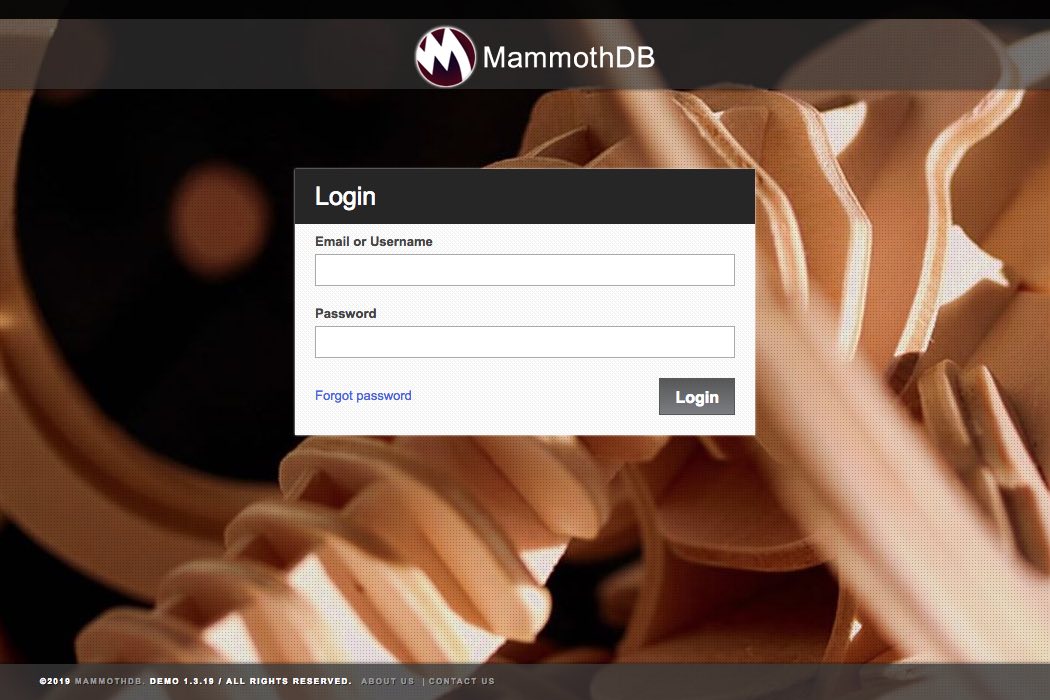 MammothDB
Login
Email or Username
Password
Forgot password
Login
©2019 MAMMOTHDB. DEMO 1.3.19 / ALL RIGHTS RESERVED. ABOUT US | CONTACT US